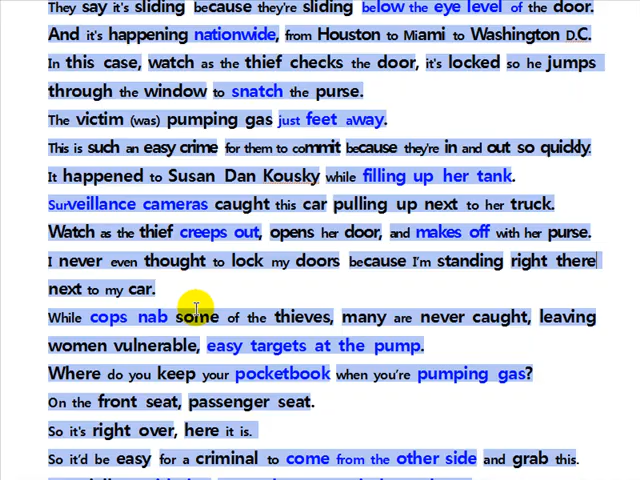 They say it's sliding because they're sliding below the eye level of the door.
And it's happening nationwide, from Houston to Miami to Washington D.C.
In this case, watch as the thief checks the door, it's locked so he jumps
through the window to snatch the purse.
The victim (was) pumping gas just feet away.
This is such an easy crime for them to commit because they're in and out so quickly.
It happened to Susan Dan Kousky while filling up her tank.
Surveillance cameras caught this car pulling up next to her truck.
Watch as the thief creeps out, opens her door, and makes off with her purse.
I never even thought to lock my doors because I'm standing right there
next to my car.
While cops nab some of the thieves, many are never caught, leaving
women vulnerable, easy targets at the pump.
Where do you keep your pocketbook when you're pumping gas?
On the front seat, passenger seat.
So it's right over, here it is.
So it'd be easy for a criminal to come from the other side and grab this.